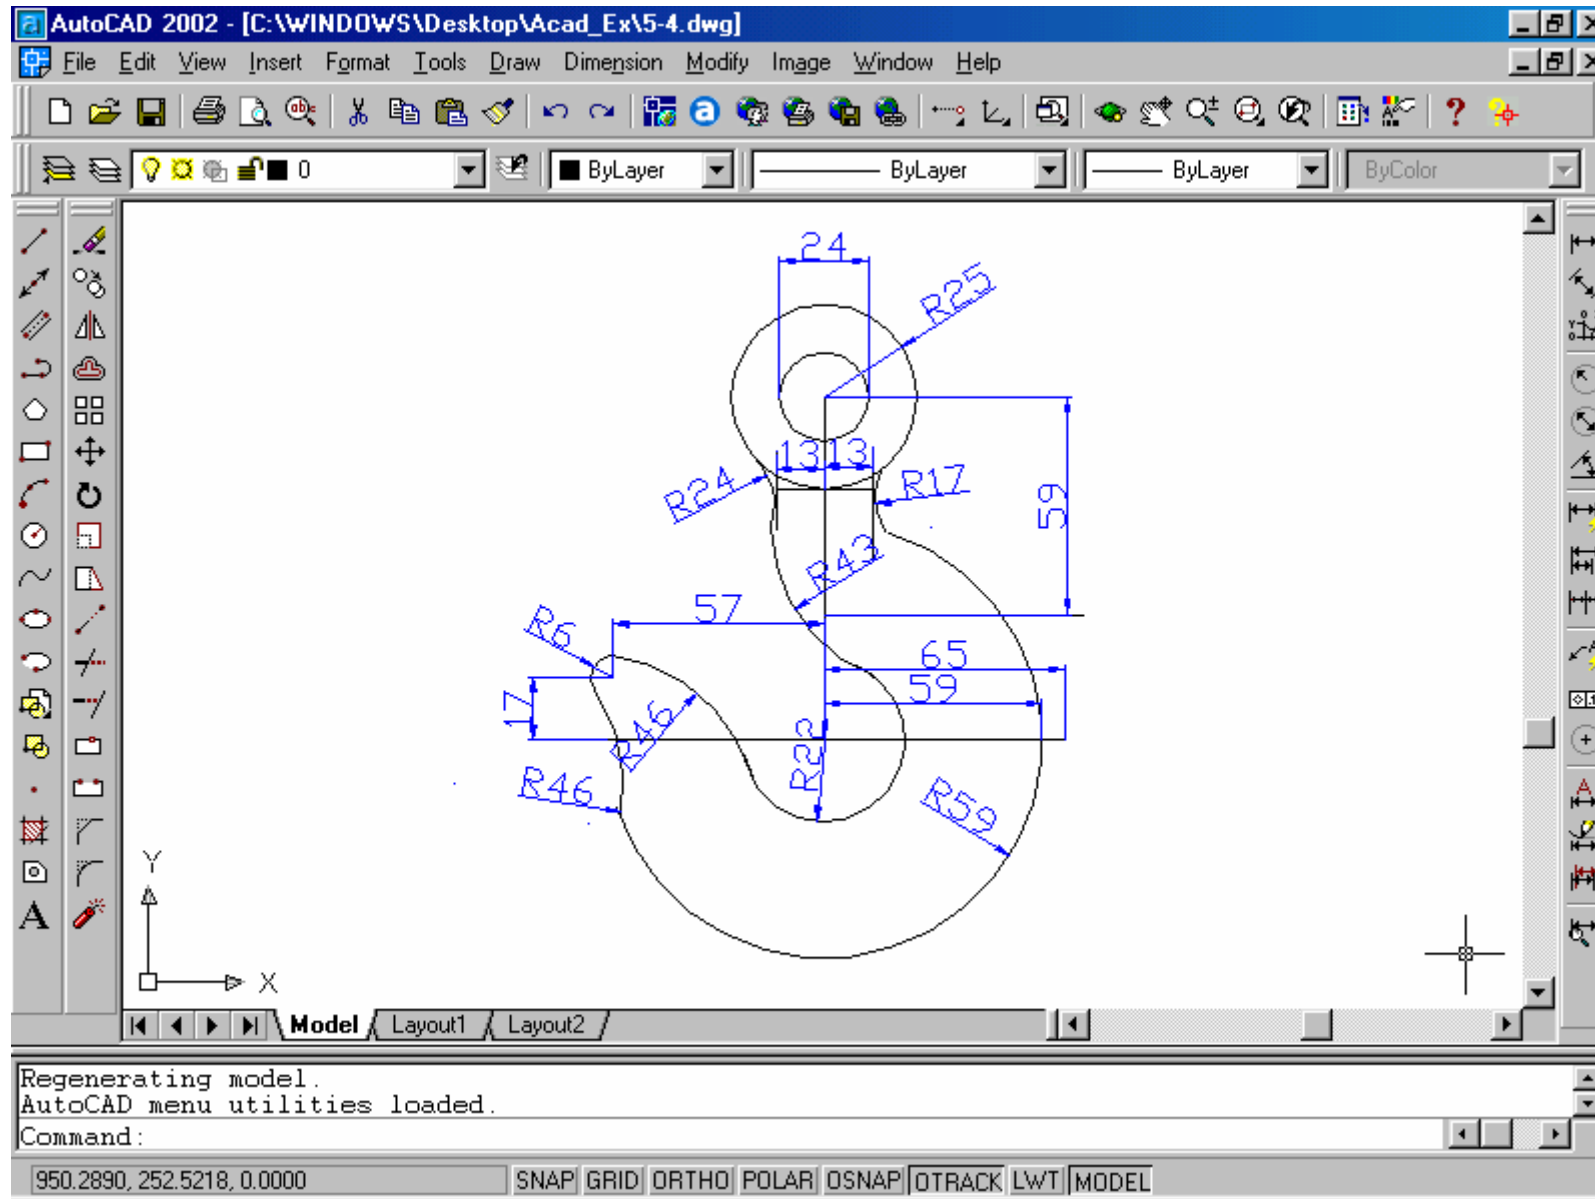 AutoCAD 2002 - [C:\WINDOWS\Desktop\Acad_Ex\5-4.dwg]
File Edit View Insert Format Tools Draw Dimension Modify Image Window Help
0 ByLayer ByLayer ByLayer ByColor
24
R25
13 13
R24
R17
59
R43
57
R6
65
59
17
R46
R22
R46
R59
Y
X
Model Layout1 Layout2
Regenerating model.
AutoCAD menu utilities loaded.
Command:
950.2890, 252.5218, 0.0000 SNAP GRID ORTHO POLAR OSNAP OTRACK LWT MODEL